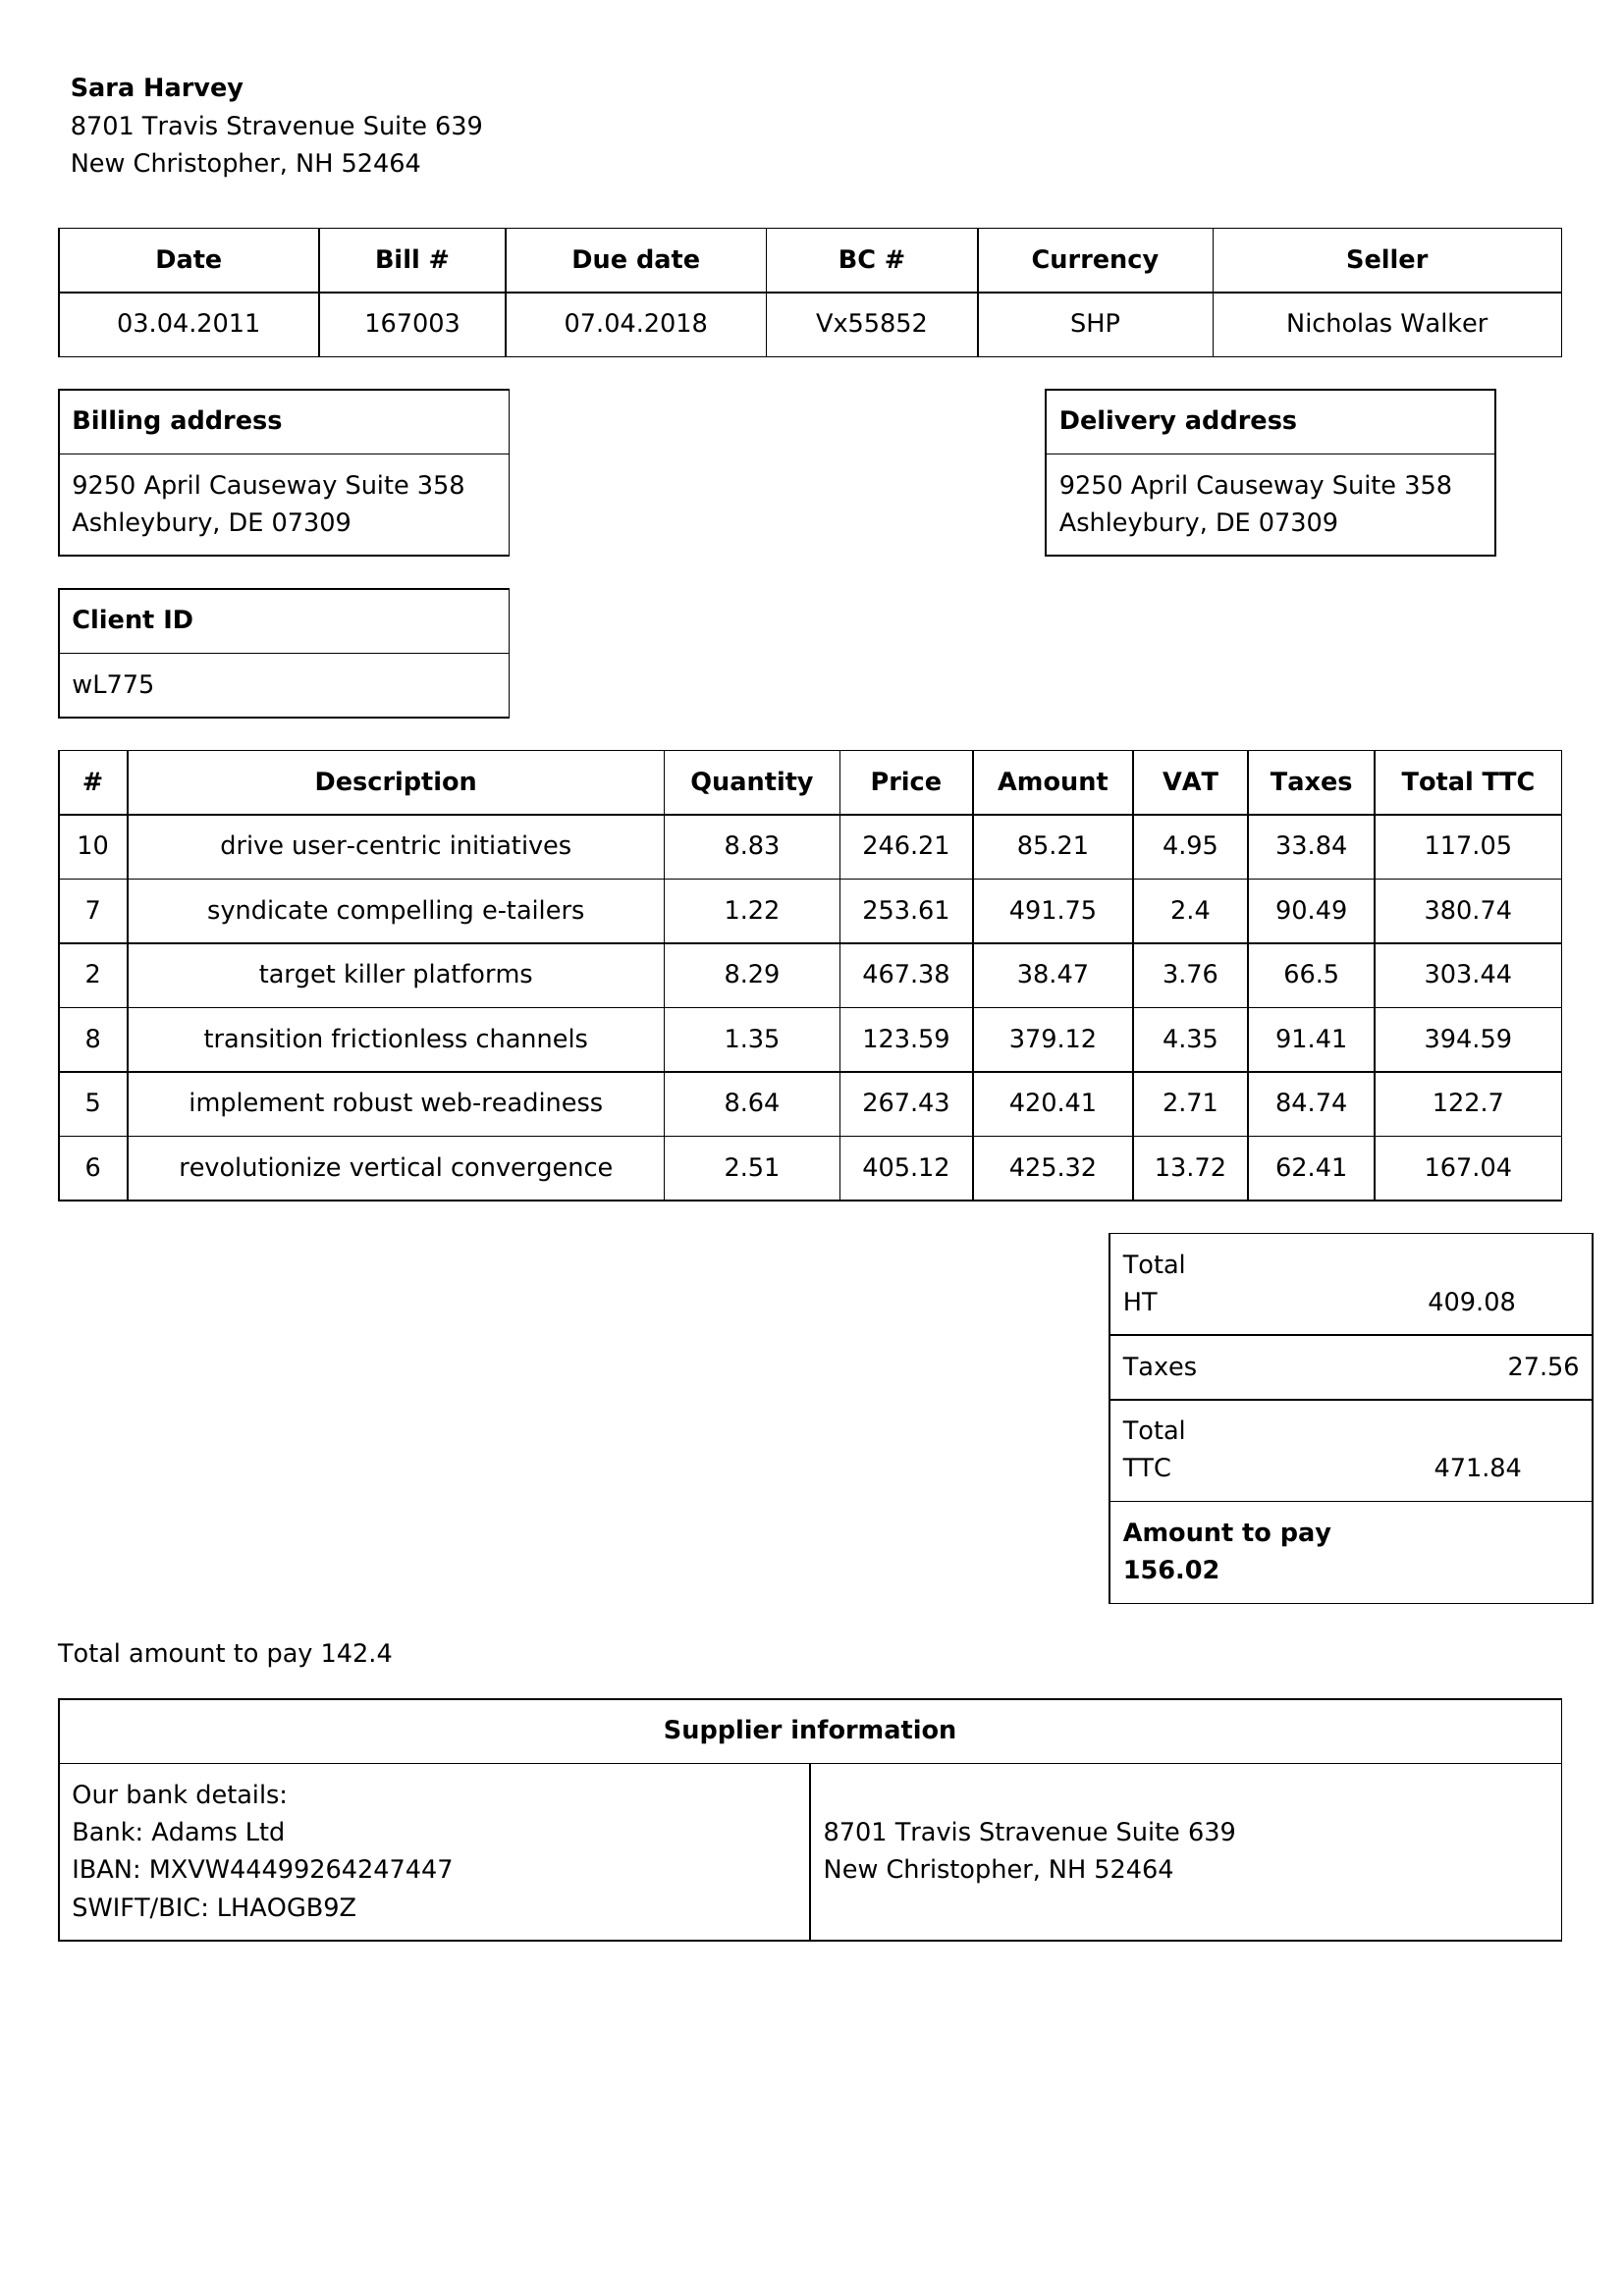 Sara Harvey
8701 Travis Stravenue Suite 639
New Christopher, NH 52464
Date Bill # Due date BC # Currency Seller
03.04.2011 167003 07.04.2018 Vx55852 SHP Nicholas Walker
Billing address Delivery address
9250 April Causeway Suite 358 9250 April Causeway Suite 358
Ashleybury, DE 07309 Ashleybury, DE 07309
Client ID
wL775
# Description Quantity Price Amount VAT Taxes Total TTC
10 drive user-centric initiatives 8.83 246.21 85.21 4.95 33.84 117.05
7 syndicate compelling e-tailers 1.22 253.61 491.75 2.4 90.49 380.74
2 target killer platforms 8.29 467.38 38.47 3.76 66.5 303.44
8 transition frictionless channels 1.35 123.59 379.12 4.35 91.41 394.59
5 implement robust web-readiness 8.64 267.43 420.41 2.71 84.74 122.7
6 revolutionize vertical convergence 2.51 405.12 425.32 13.72 62.41 167.04
Total
HT 409.08
Taxes 27.56
Total
TTC 471.84
Amount to pay
156.02
Total amount to pay 142.4
Supplier information
Our bank details:
Bank: Adams Ltd
IBAN: MXVW44499264247447
SWIFT/BIC: LHAOGB9Z
8701 Travis Stravenue Suite 639
New Christopher, NH 52464